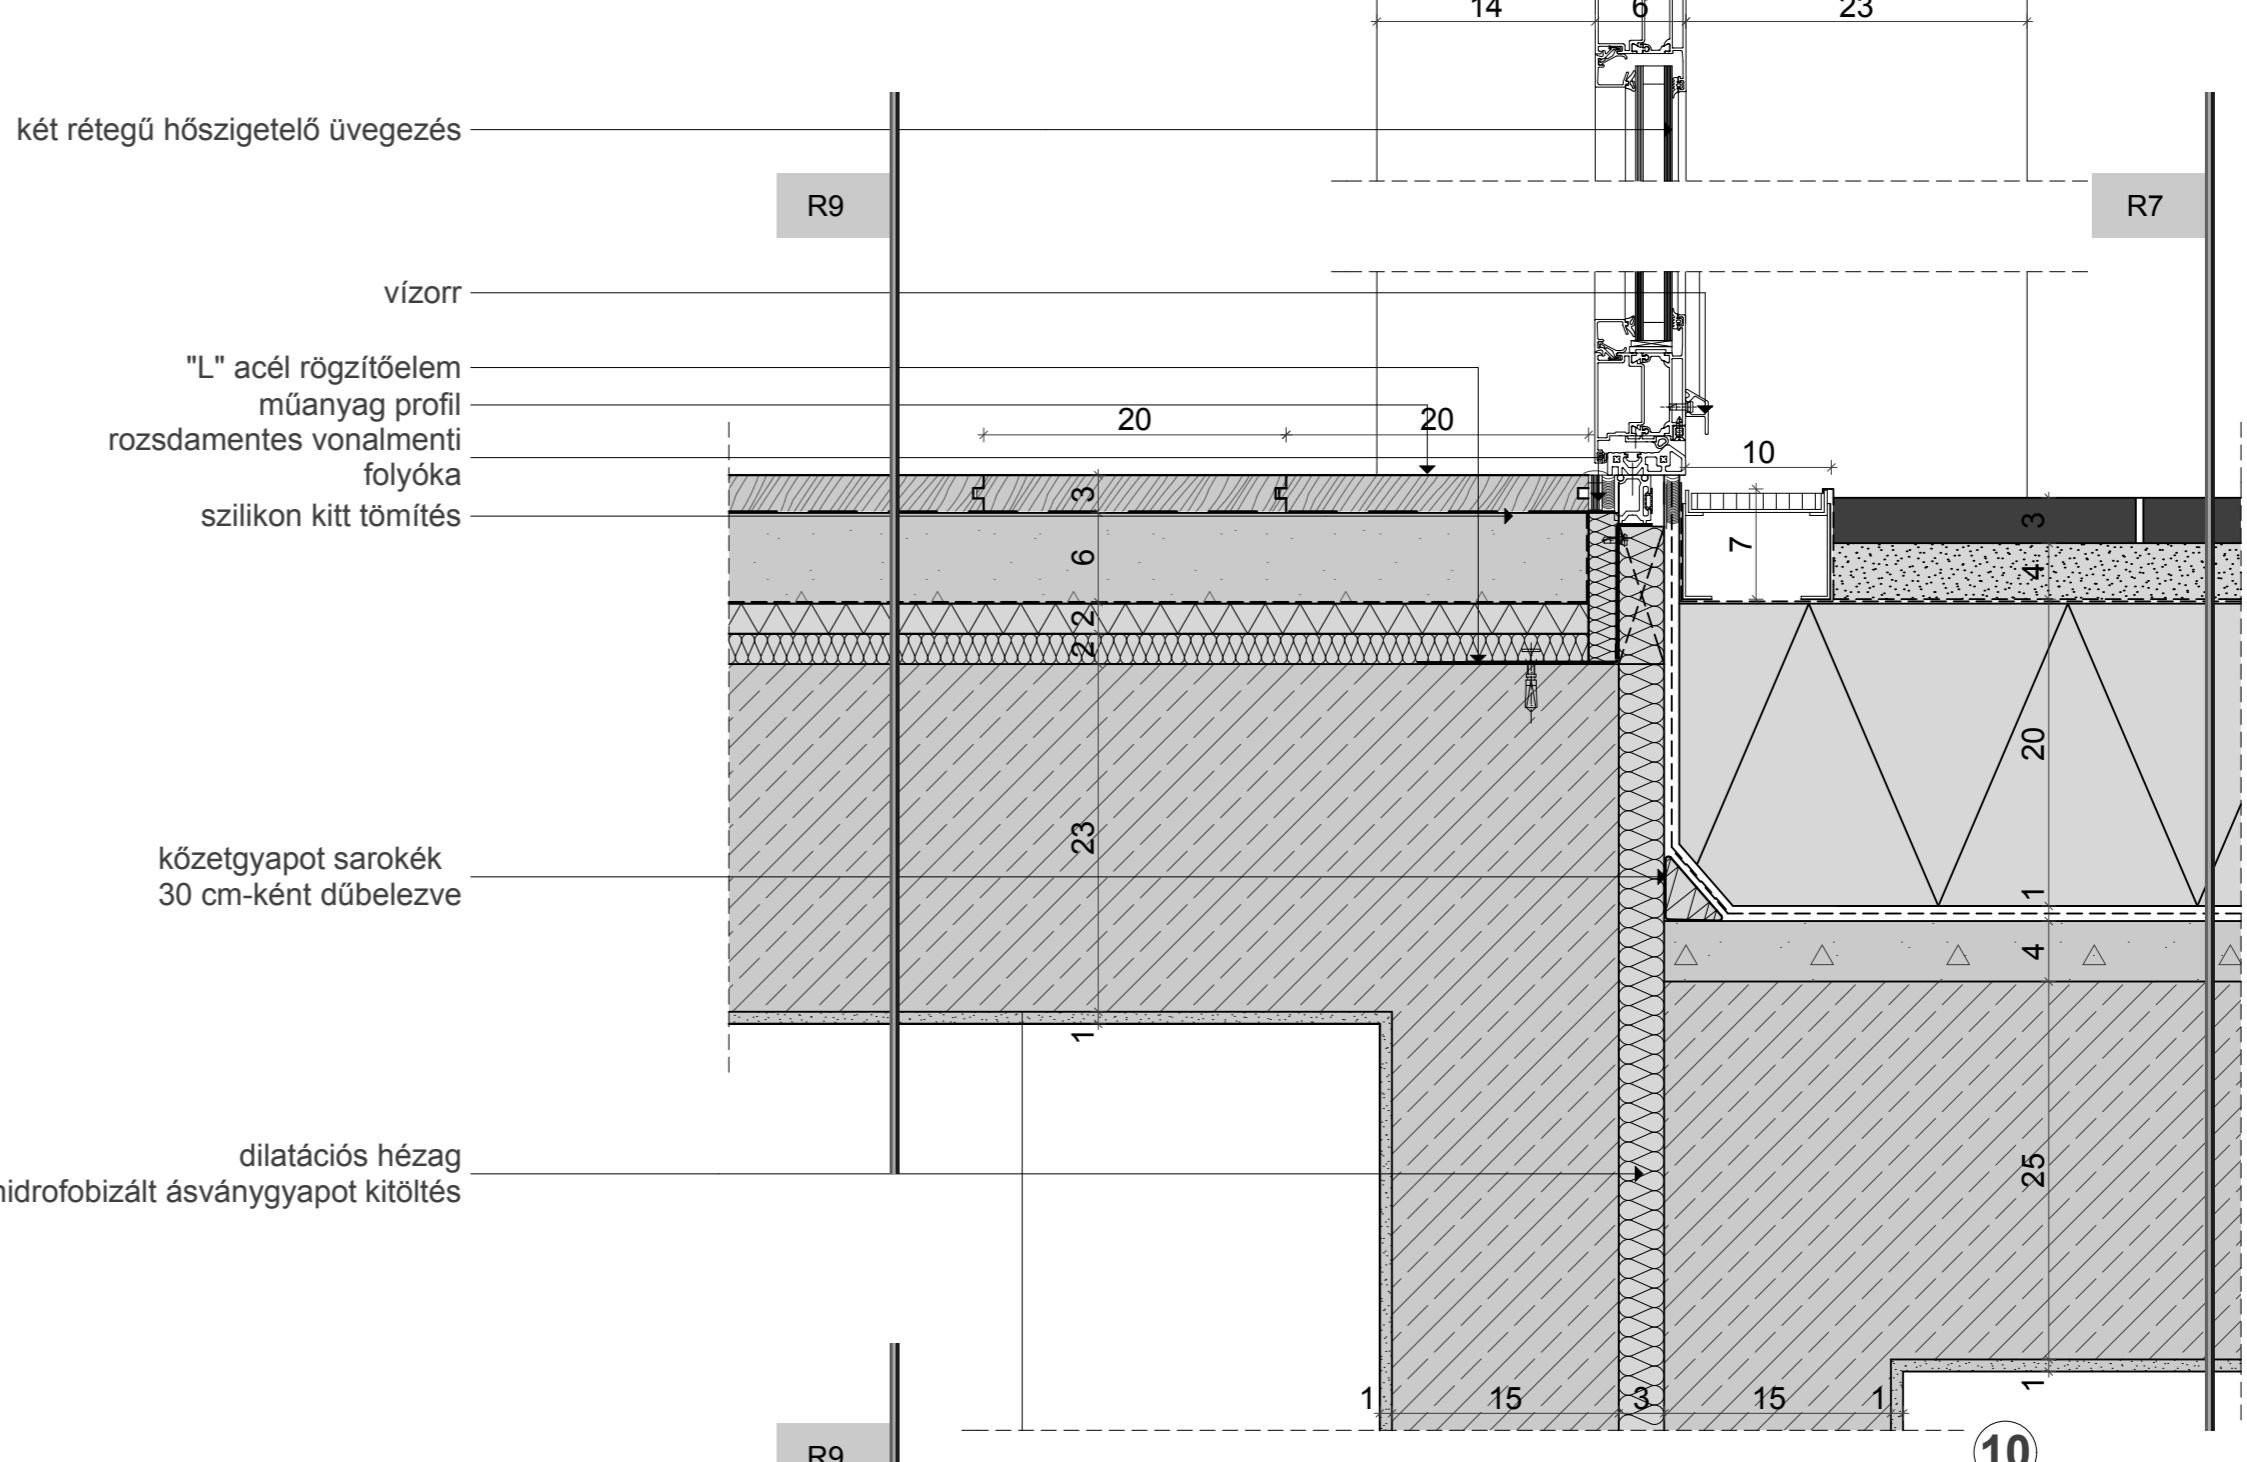 14
6
23
két rétegű hőszigetelő üvegezés
R9
R7
vízorr
"L" acél rögzítőelem
műanyag profil
rozsdamentes vonalmenti
folyóka
szilikon kitt tömítés
20
20
10
3
6
2
2
23
1
7
3
4
20
1
4
25
1
kőzetgyapot sarokék
30 cm-ként dűbelezve
dilatációs hézag
hidrofobizált ásványgyapot kitöltés
1
15
3
15
1
R9
10